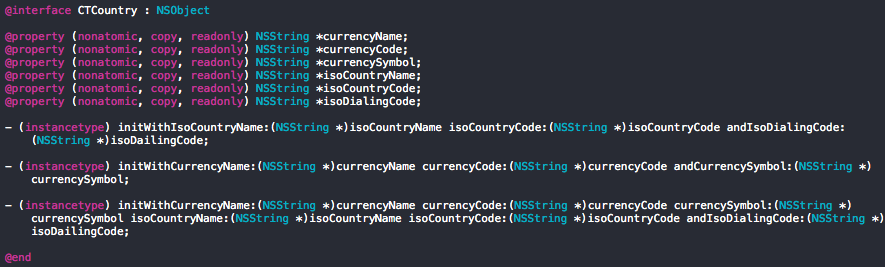 @interface CTCountry : NSObject
@property (nonatomic, copy, readonly) NSString *currencyName;
@property (nonatomic, copy, readonly) NSString *currencyCode;
@property (nonatomic, copy, readonly) NSString *currencySymbol;
@property (nonatomic, copy, readonly) NSString *isoCountryName;
@property (nonatomic, copy, readonly) NSString *isoCountryCode;
@property (nonatomic, copy, readonly) NSString *isoDialingCode;
- (instancetype) initWithIsoCountryName:(NSString *)isoCountryName isoCountryCode:(NSString *)isoCountryCode andIsoDialingCode:
(NSString *)isoDailingCode;
- (instancetype) initWithCurrencyName:(NSString *)currencyName currencyCode:(NSString *)currencyCode andCurrencySymbol:(NSString *)
currencySymbol;
- (instancetype) initWithCurrencyName:(NSString *)currencyName currencyCode:(NSString *)currencyCode currencySymbol:(NSString *)
currencySymbol isoCountryName:(NSString *)isoCountryName isoCountryCode:(NSString *)isoCountryCode andIsoDialingCode:(NSString *)
isoDailingCode;
@end